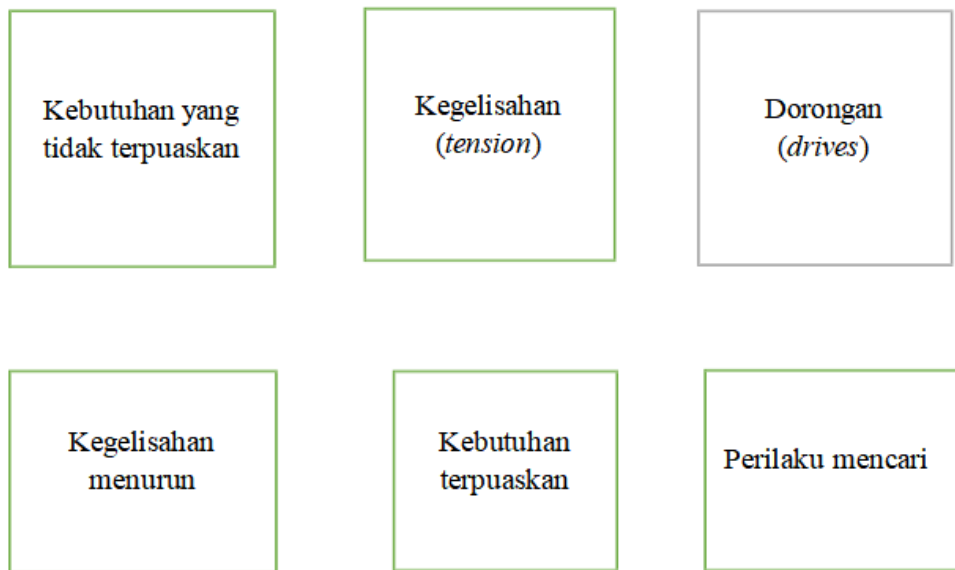 Kebutuhan yang
tidak terpuaskan
Kegelisahan
(tension)
Dorongan
(drives)
Kegelisahan
menurun
Kebutuhan
terpuaskan
Perilaku mencari